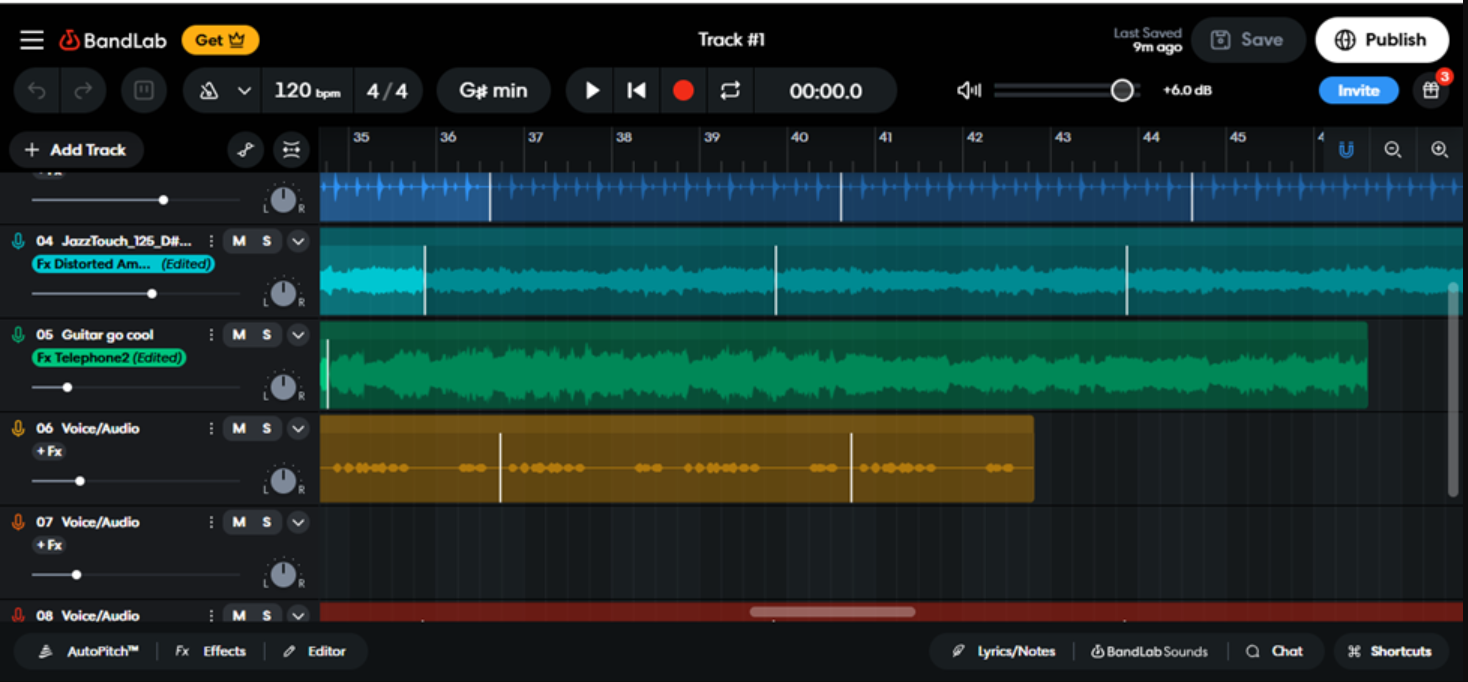 BandLab Get Track #1 Last Saved 9m ago Save Publish
120 bpm 4/4 G# min 00:00.0 +6.0 dB Invite 3
+ Add Track 35 36 37 38 39 40 41 42 43 44 45
L R
04 JazzTouch_125_D#... M S
Fx Distorted Am... (Edited)
L R
05 Guitar go cool M S
Fx Telephone2 (Edited)
L R
06 Voice/Audio M S
+ Fx
L R
07 Voice/Audio M S
+ Fx
L R
08 Voice/Audio M S
AutoPitch™ Fx Effects Editor Lyrics/Notes BandLab Sounds Chat Shortcuts